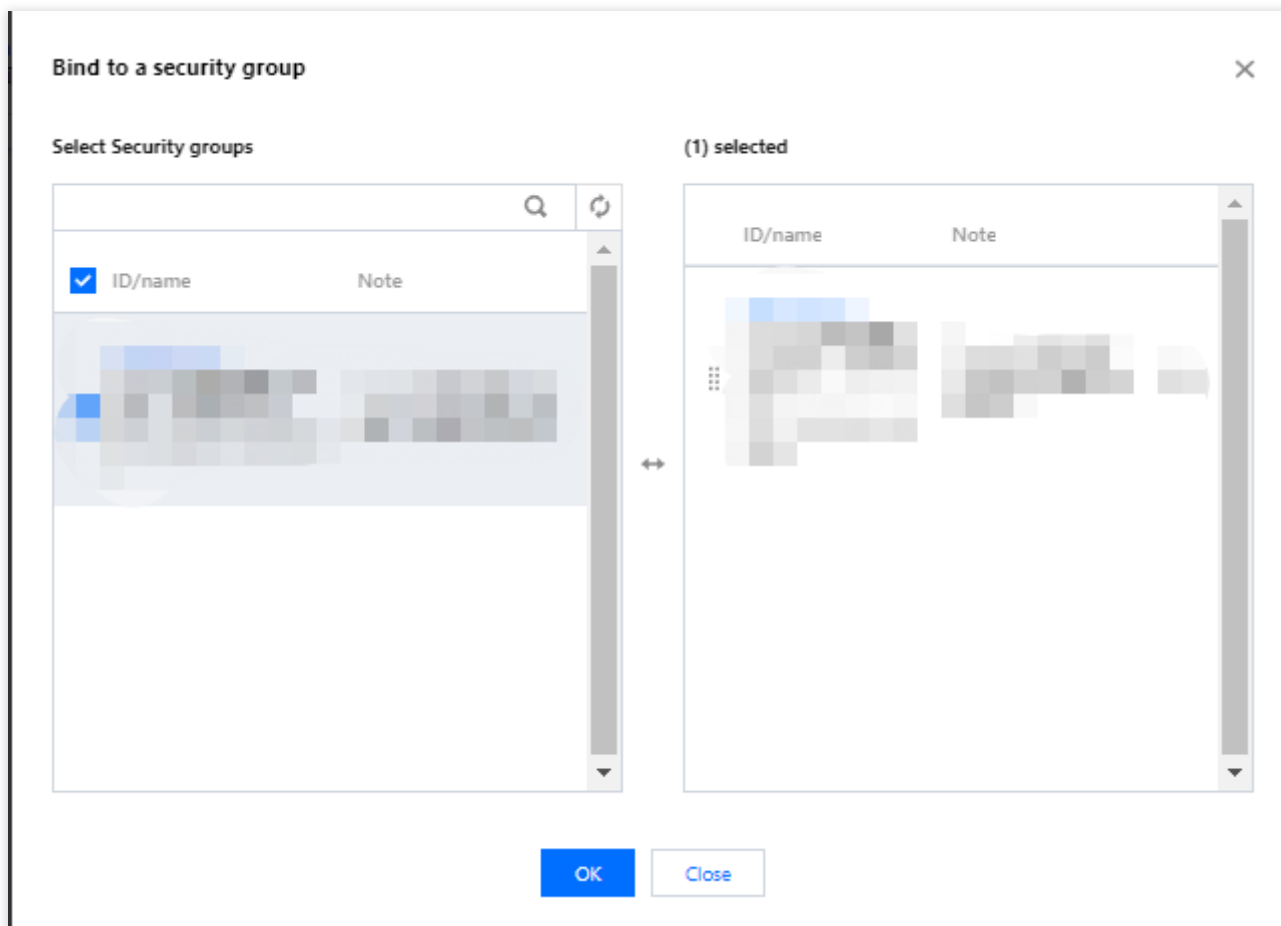 Bind to a security group
Select Security groups
(1) selected
ID/name Note
ID/name Note
OK Close